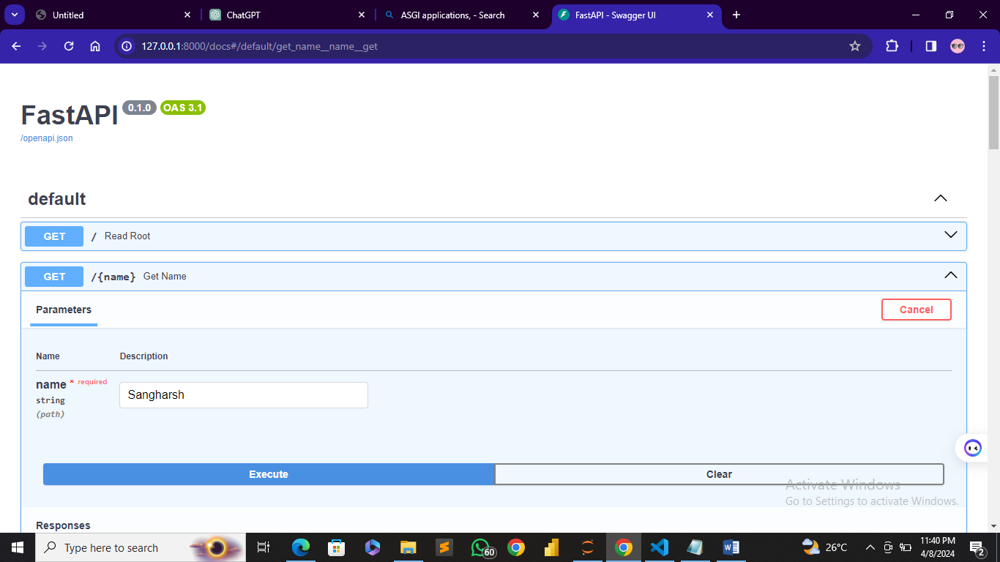 Untitled
ChatGPT
ASGI applications, - Search
FastAPI - Swagger UI
127.0.0.1:8000/docs#/default/get_name__name__get
FastAPI 0.1.0 OAS 3.1
/openapi.json
default
GET / Read Root
GET /{name} Get Name
Parameters
Cancel
Name Description
name * required
string
(path)
Sangharsh
Execute
Clear
Activate Windows
Go to Settings to activate Windows.
Responses
Type here to search
60
26°C
11:40 PM
4/8/2024
2